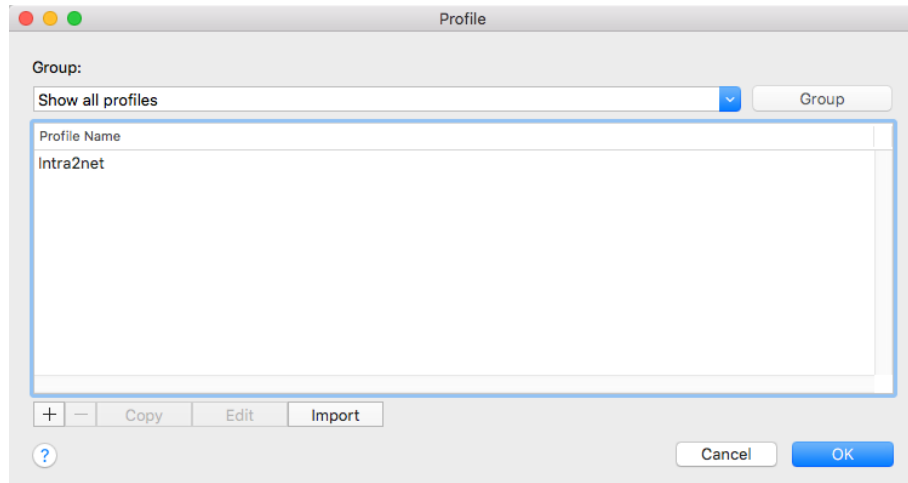 Profile
Group:
Show all profiles
Group
Profile Name
Intra2net
+ − Copy Edit Import
? Cancel OK